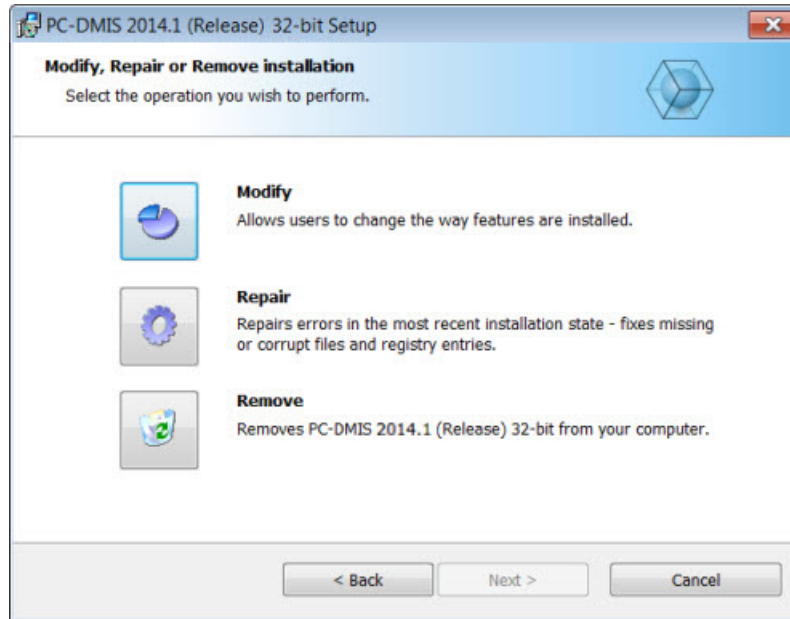 PC-DMIS 2014.1 (Release) 32-bit Setup
Modify, Repair or Remove installation
Select the operation you wish to perform.
Modify
Allows users to change the way features are installed.
Repair
Repairs errors in the most recent installation state - fixes missing
or corrupt files and registry entries.
Remove
Removes PC-DMIS 2014.1 (Release) 32-bit from your computer.
< Back Next > Cancel